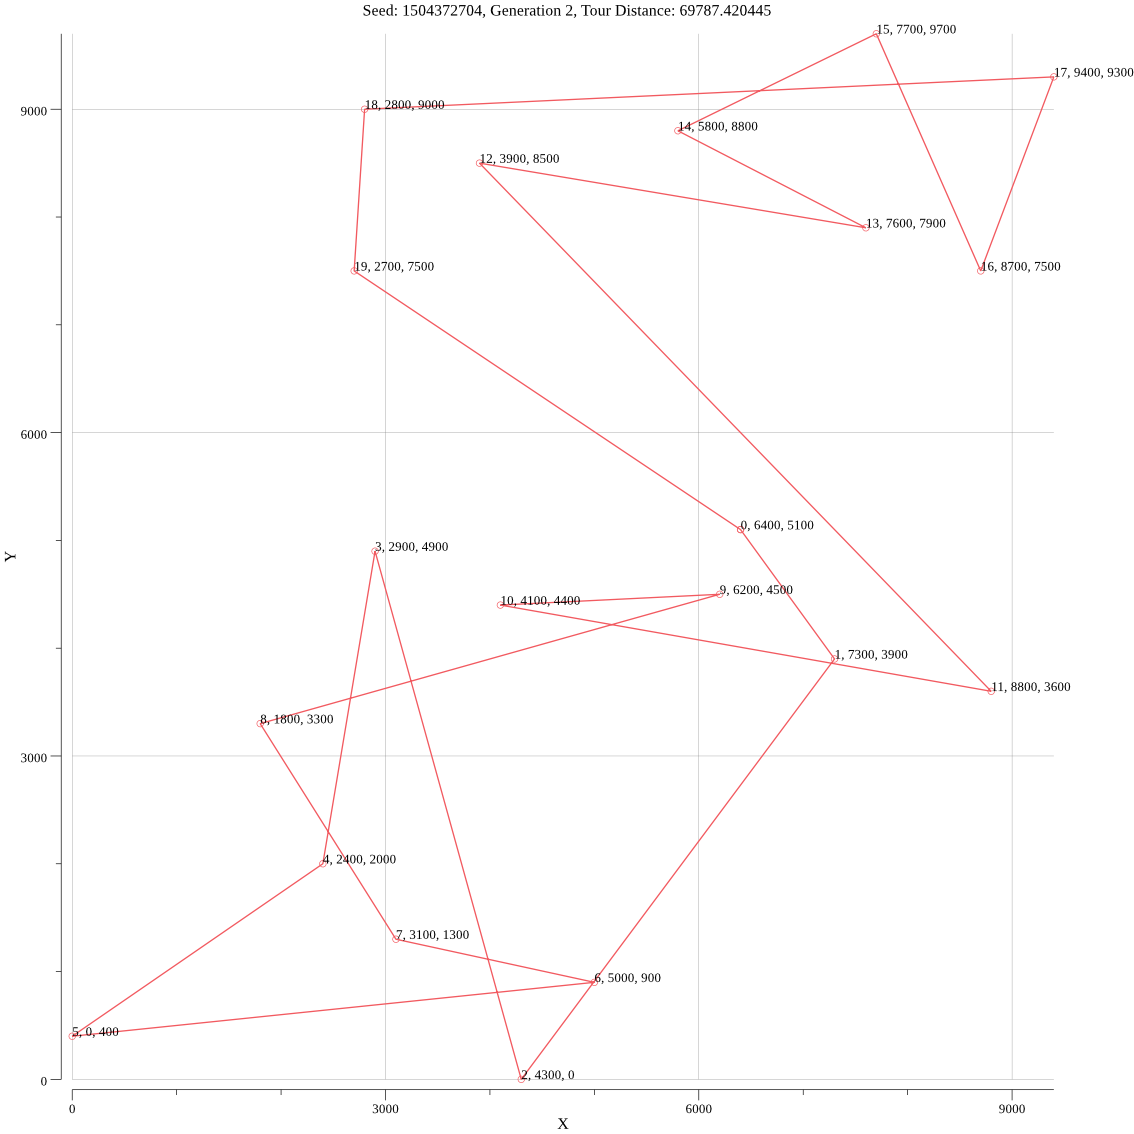 Seed: 1504372704, Generation 2, Tour Distance: 69787.420445
15, 7700, 9700
17, 9400, 9300
18, 2800, 9000
9000
14, 5800, 8800
12, 3900, 8500
13, 7600, 7900
19, 2700, 7500
16, 8700, 7500
6000
0, 6400, 5100
3, 2900, 4900
Y
9, 6200, 4500
10, 4100, 4400
1, 7300, 3900
11, 8800, 3600
8, 1800, 3300
3000
4, 2400, 2000
7, 3100, 1300
6, 5000, 900
5, 0, 400
2, 4300, 0
0
0 3000 6000 9000
X